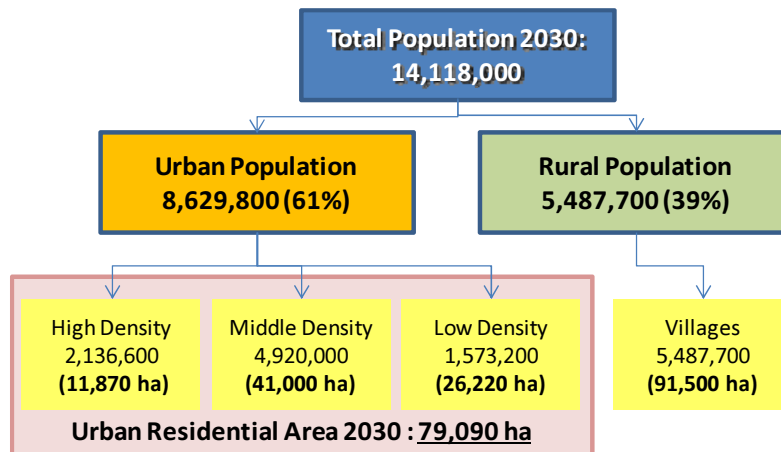 Total Population 2030:
14,118,000
Urban Population
8,629,800 (61%)
Rural Population
5,487,700 (39%)
High Density
2,136,600
(11,870 ha)
Middle Density
4,920,000
(41,000 ha)
Low Density
1,573,200
(26,220 ha)
Villages
5,487,700
(91,500 ha)
Urban Residential Area 2030 : 79,090 ha